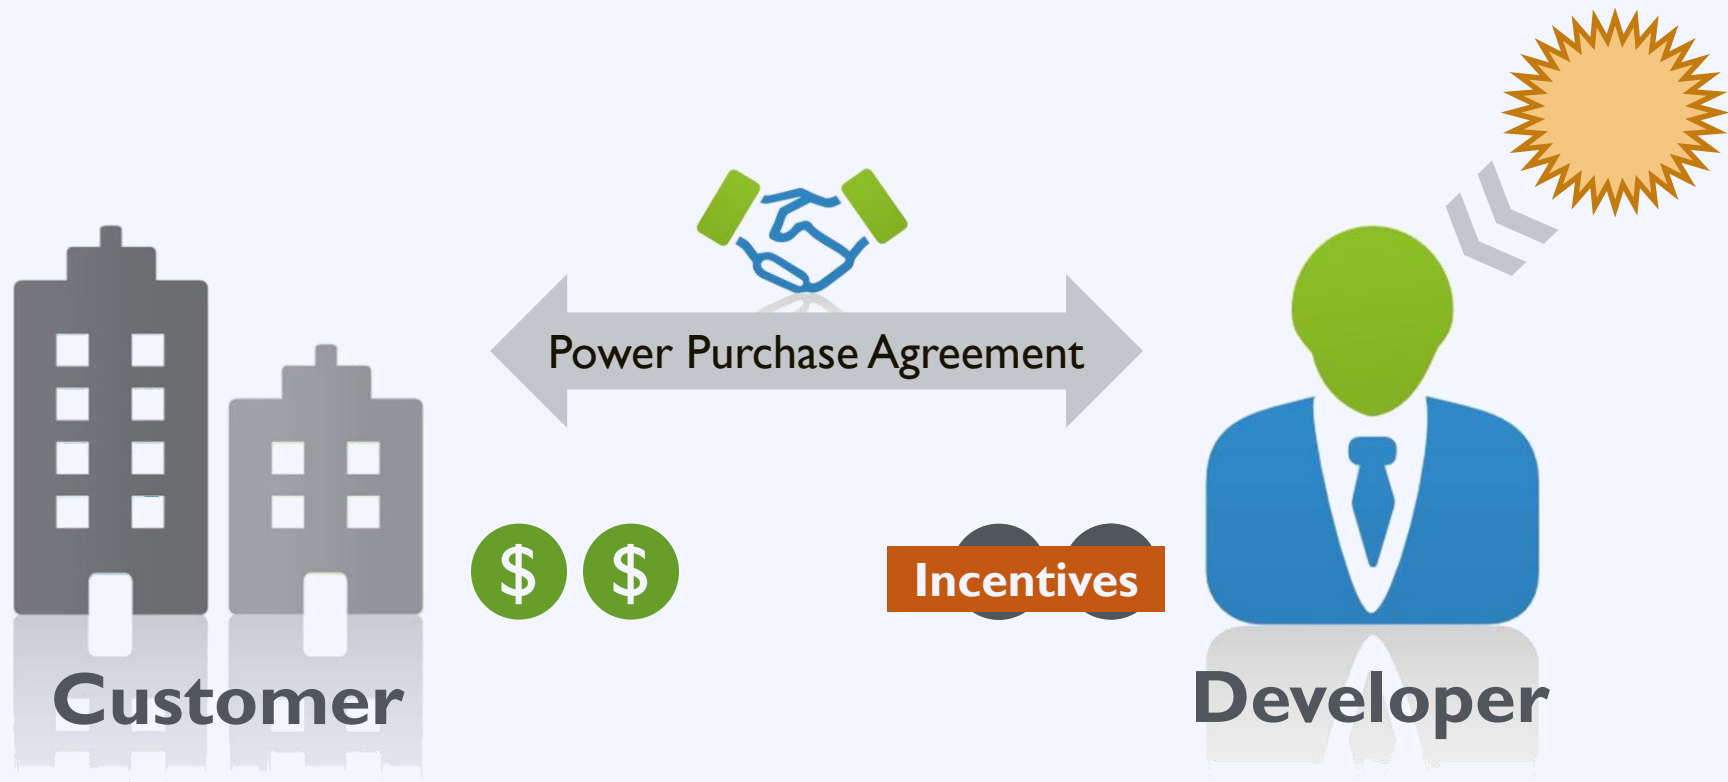 Power Purchase Agreement
$ $
Incentives
Customer
Developer